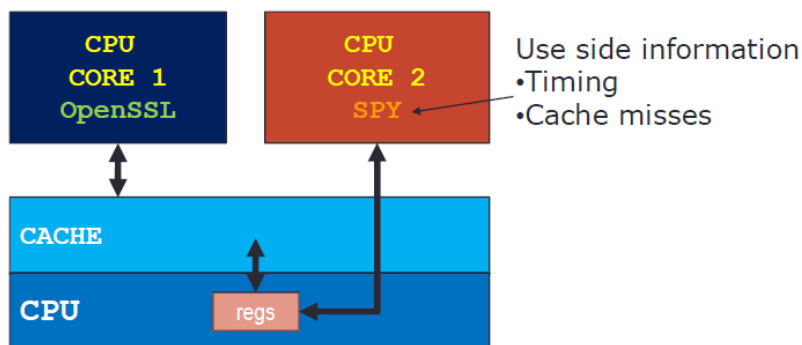 CPU
CORE 1
OpenSSL
CPU
CORE 2
SPY
Use side information
•Timing
•Cache misses
CACHE
CPU
regs